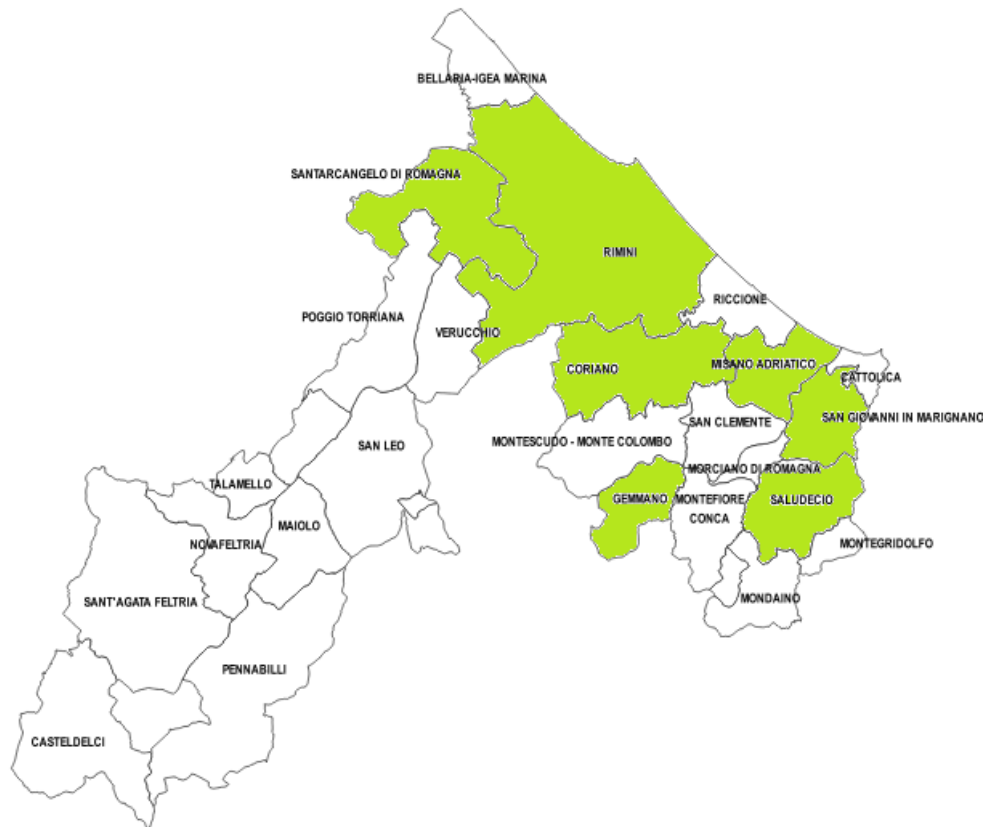 BELLARIA-IGEA MARINA
SANTARCANGELO DI ROMAGNA
RIMINI
RICCIONE
POGGIO TORRIANA
VERUCCHIO
CORIANO
MISANO ADRIATICO
CATTOLICA
SAN GIOVANNI IN MARIGNANO
SAN CLEMENTE
MONTESCUDO - MONTE COLOMBO
SAN LEO
MORCIANO DI ROMAGNA
TALAMELLO
GEMMANO
MONTEFIORE
CONCA
SALUDECIO
MAIOLO
NOVAFELTRIA
MONTEGRIDOLFO
MONDAINO
SANT'AGATA FELTRIA
PENNABILLI
CASTELDELCI